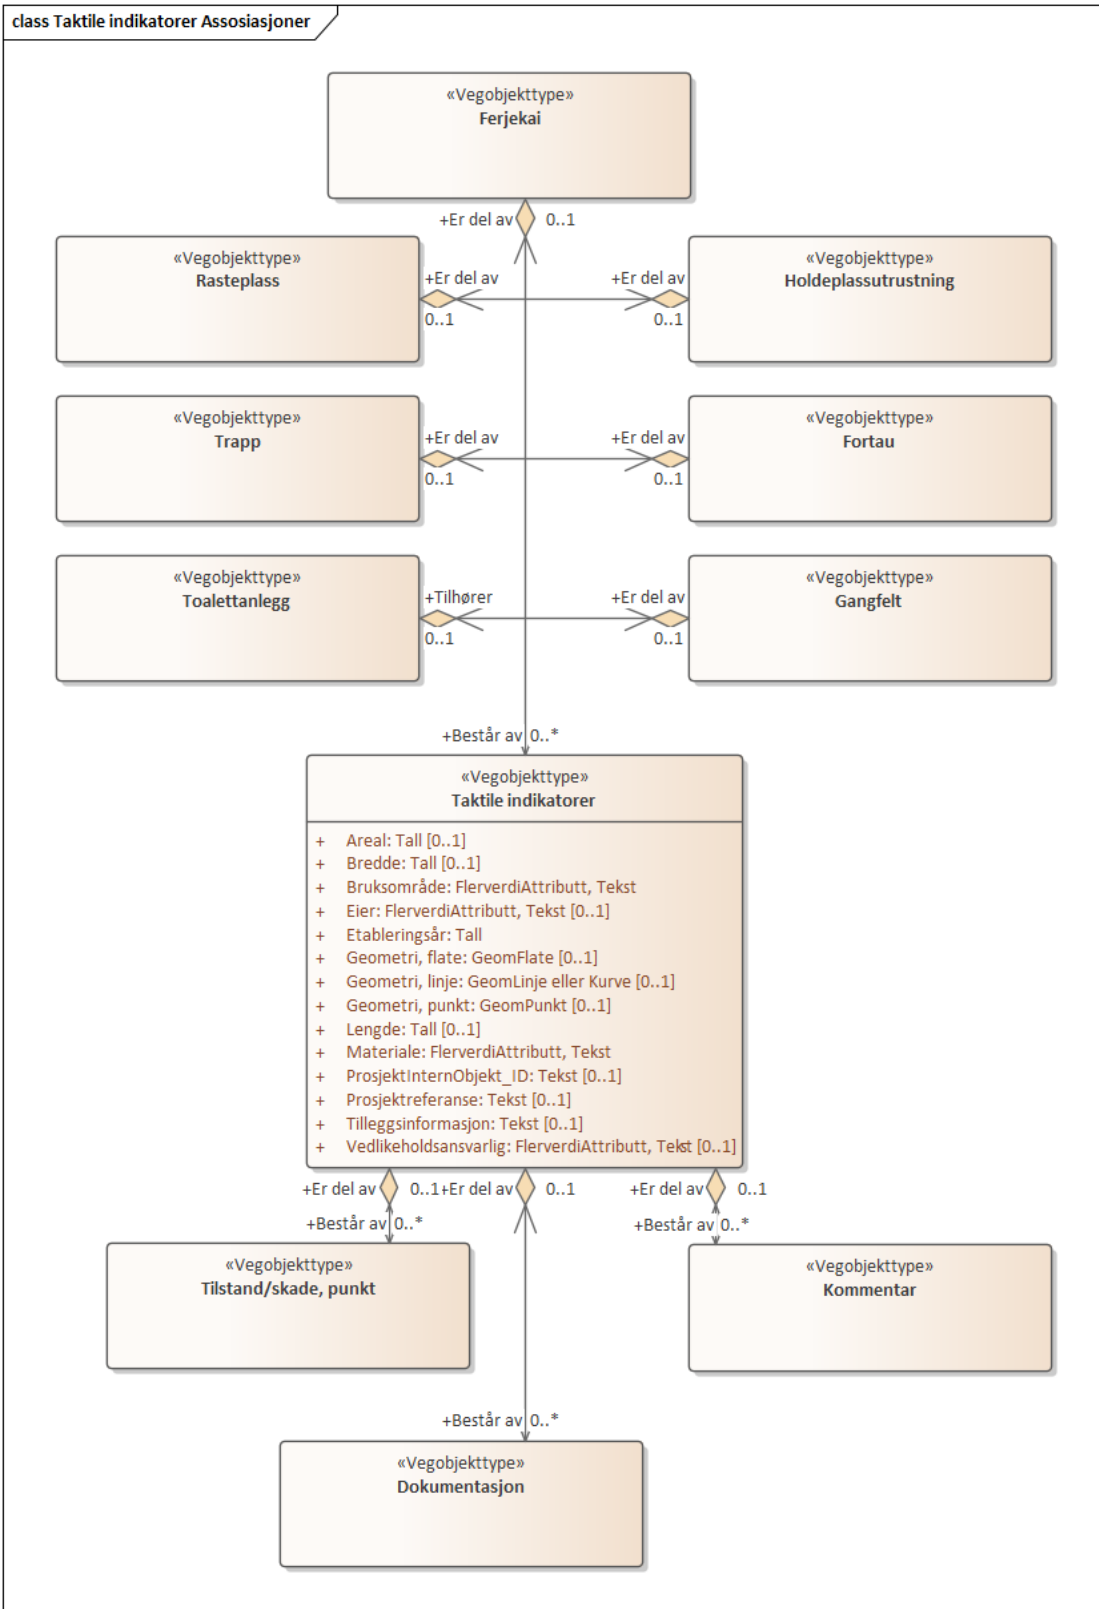 class Taktile indikatorer Assosiasjoner
«Vegobjekttype»
Ferjekai
+Er del av
0..1
«Vegobjekttype»
Rasteplass
+Er del av
0..1
+Er del av
0..1
«Vegobjekttype»
Holdeplassutrustning
«Vegobjekttype»
Trapp
+Er del av
0..1
+Er del av
0..1
«Vegobjekttype»
Fortau
«Vegobjekttype»
Toalettanlegg
+Tilhører
0..1
+Er del av
0..1
«Vegobjekttype»
Gangfelt
+Består av 0..*
«Vegobjekttype»
Taktile indikatorer
+ Areal: Tall [0..1]
+ Bredde: Tall [0..1]
+ Bruksområde: FlerverdiAttributt, Tekst
+ Eier: FlerverdiAttributt, Tekst [0..1]
+ Etableringsår: Tall
+ Geometri, flate: GeomFlate [0..1]
+ Geometri, linje: GeomLinje eller Kurve [0..1]
+ Geometri, punkt: GeomPunkt [0..1]
+ Lengde: Tall [0..1]
+ Materiale: FlerverdiAttributt, Tekst
+ ProsjektInternObjekt_ID: Tekst [0..1]
+ Prosjektreferanse: Tekst [0..1]
+ Tilleggsinformasjon: Tekst [0..1]
+ Vedlikeholdsansvarlig: FlerverdiAttributt, Tekst [0..1]
+Er del av 0..1
+Er del av 0..1
+Er del av 0..1
+Består av 0..*
+Består av 0..*
«Vegobjekttype»
Tilstand/skade, punkt
«Vegobjekttype»
Kommentar
+Består av 0..*
«Vegobjekttype»
Dokumentasjon